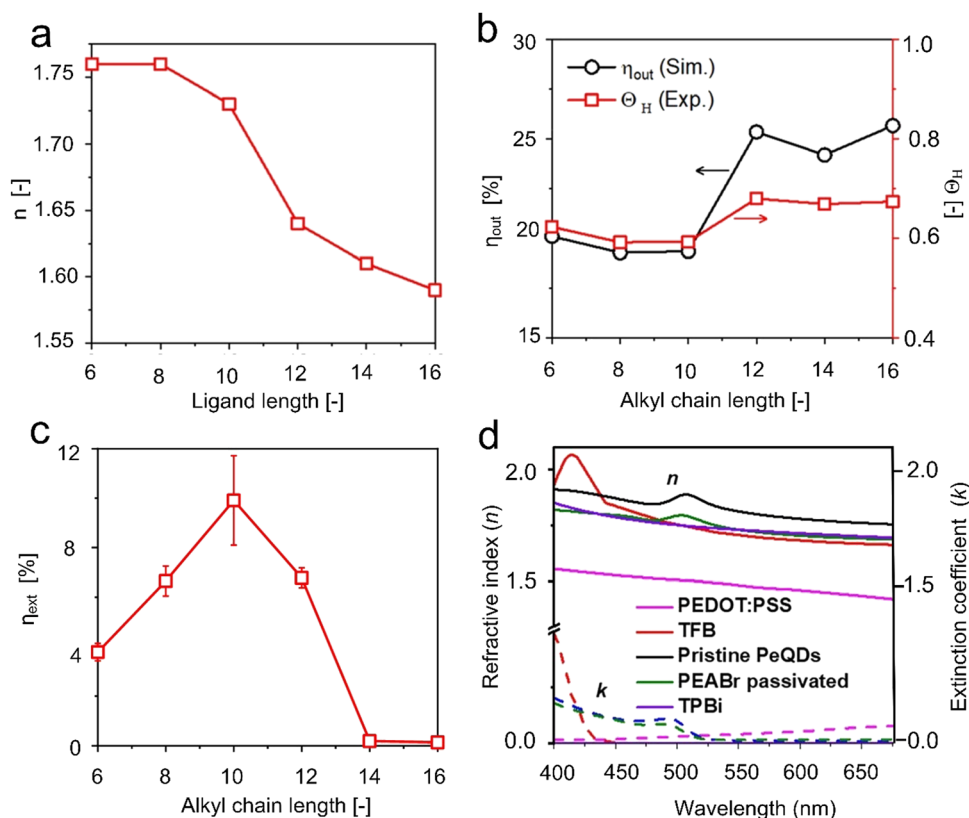 a
1.75
1.70
1.65
1.60
1.55
n [-]
6 8 10 12 14 16
Ligand length [-]
b
30
25
20
15
η_out [%]
η_out (Sim.)
Θ_H (Exp.)
1.0
0.8
0.6
0.4
[-] Θ_H
6 8 10 12 14 16
Alkyl chain length [-]
c
12
8
4
0
η_ext [%]
6 8 10 12 14 16
Alkyl chain length [-]
d
2.0
1.5
0.0
Refractive index (n)
n
k
PEDOT:PSS
TFB
Pristine PeQDs
PEABr passivated
TPBi
2.0
1.5
0.0
Extinction coefficient (k)
400 450 500 550 600 650
Wavelength (nm)